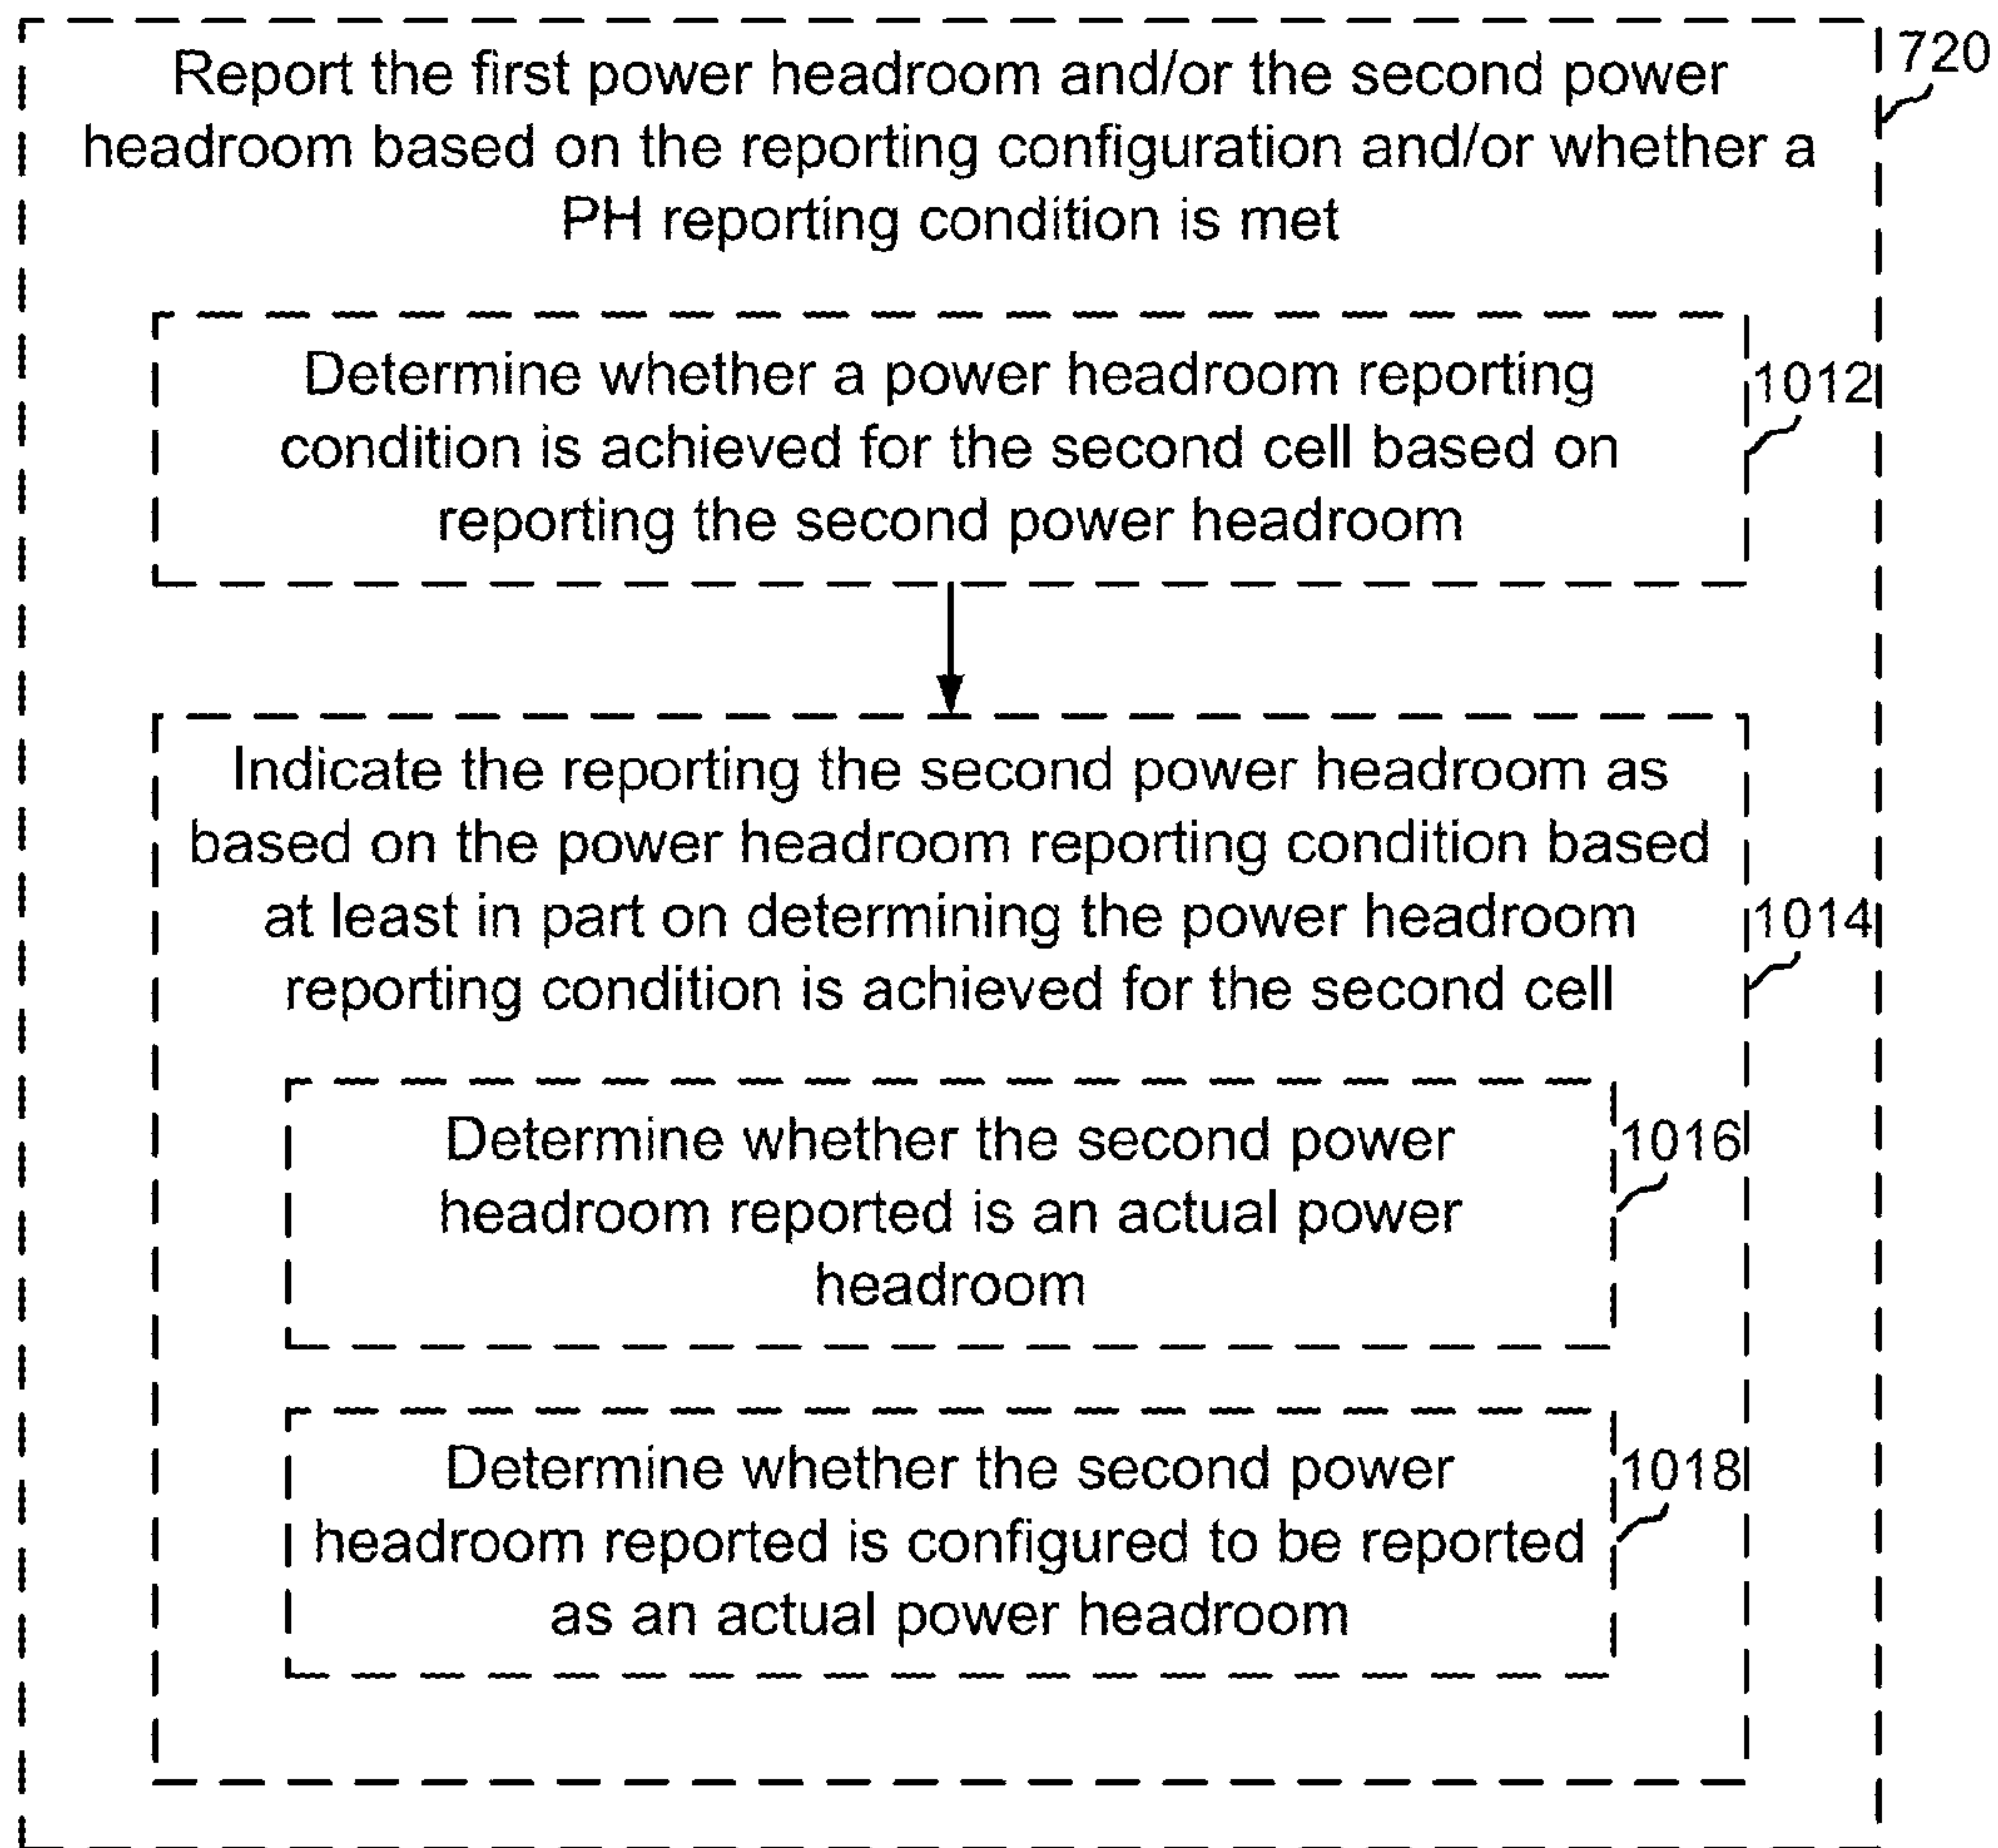 Report the first power headroom and/or the second power
headroom based on the reporting configuration and/or whether a
PH reporting condition is met
720
Determine whether a power headroom reporting
condition is achieved for the second cell based on
reporting the second power headroom
1012
Indicate the reporting the second power headroom as
based on the power headroom reporting condition based
at least in part on determining the power headroom
reporting condition is achieved for the second cell
1014
Determine whether the second power
headroom reported is an actual power
headroom
1016
Determine whether the second power
headroom reported is configured to be reported
as an actual power headroom
1018